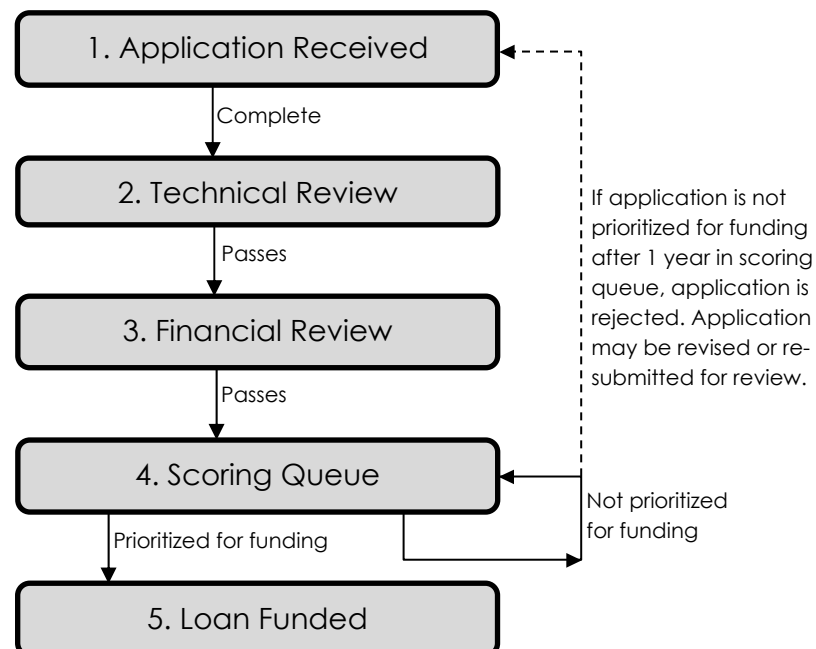 1. Application Received
Complete
2. Technical Review
Passes
3. Financial Review
Passes
4. Scoring Queue
Prioritized for funding
5. Loan Funded
If application is not
prioritized for funding
after 1 year in scoring
queue, application is
rejected. Application
may be revised or re-
submitted for review.
Not prioritized
for funding